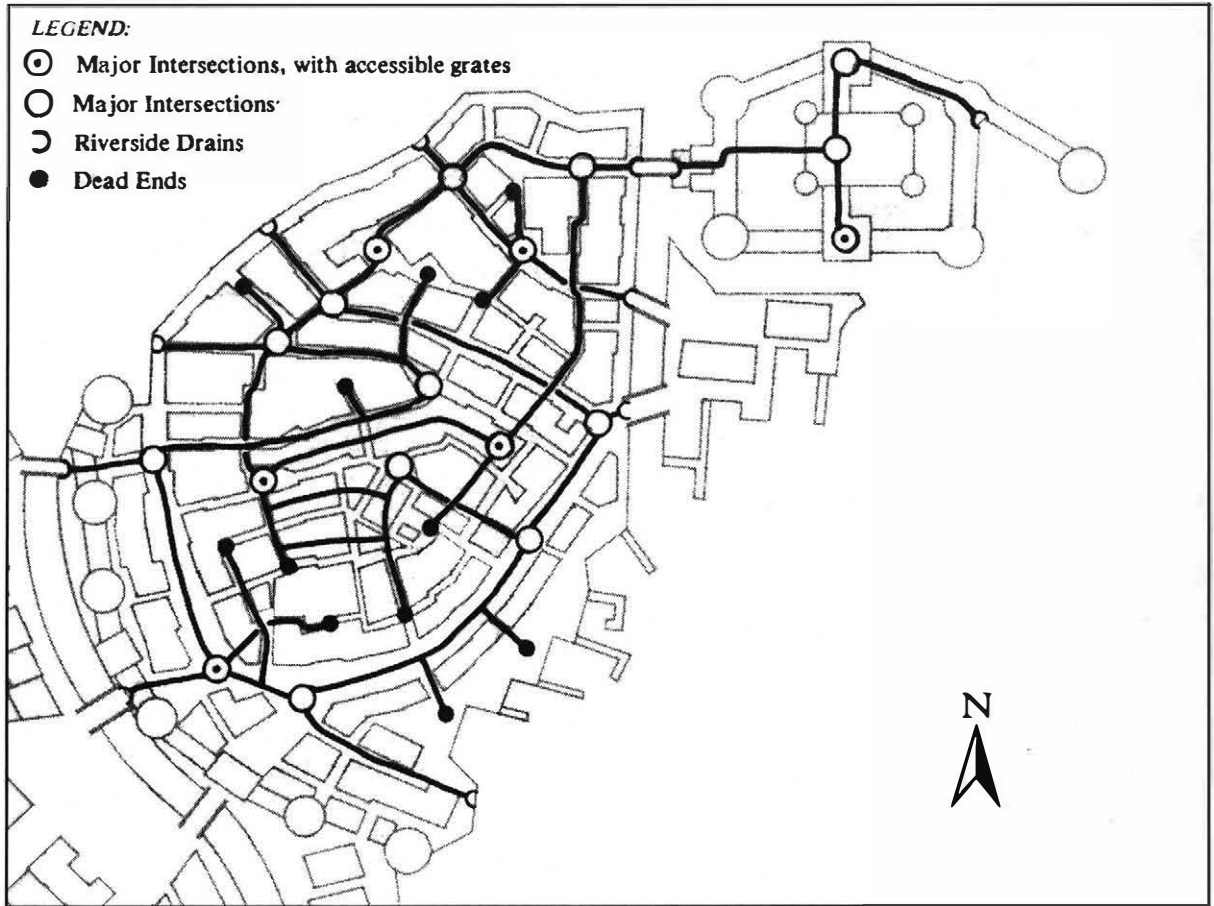 LEGEND:
Major Intersections, with accessible grates
Major Intersections
Riverside Drains
Dead Ends
N